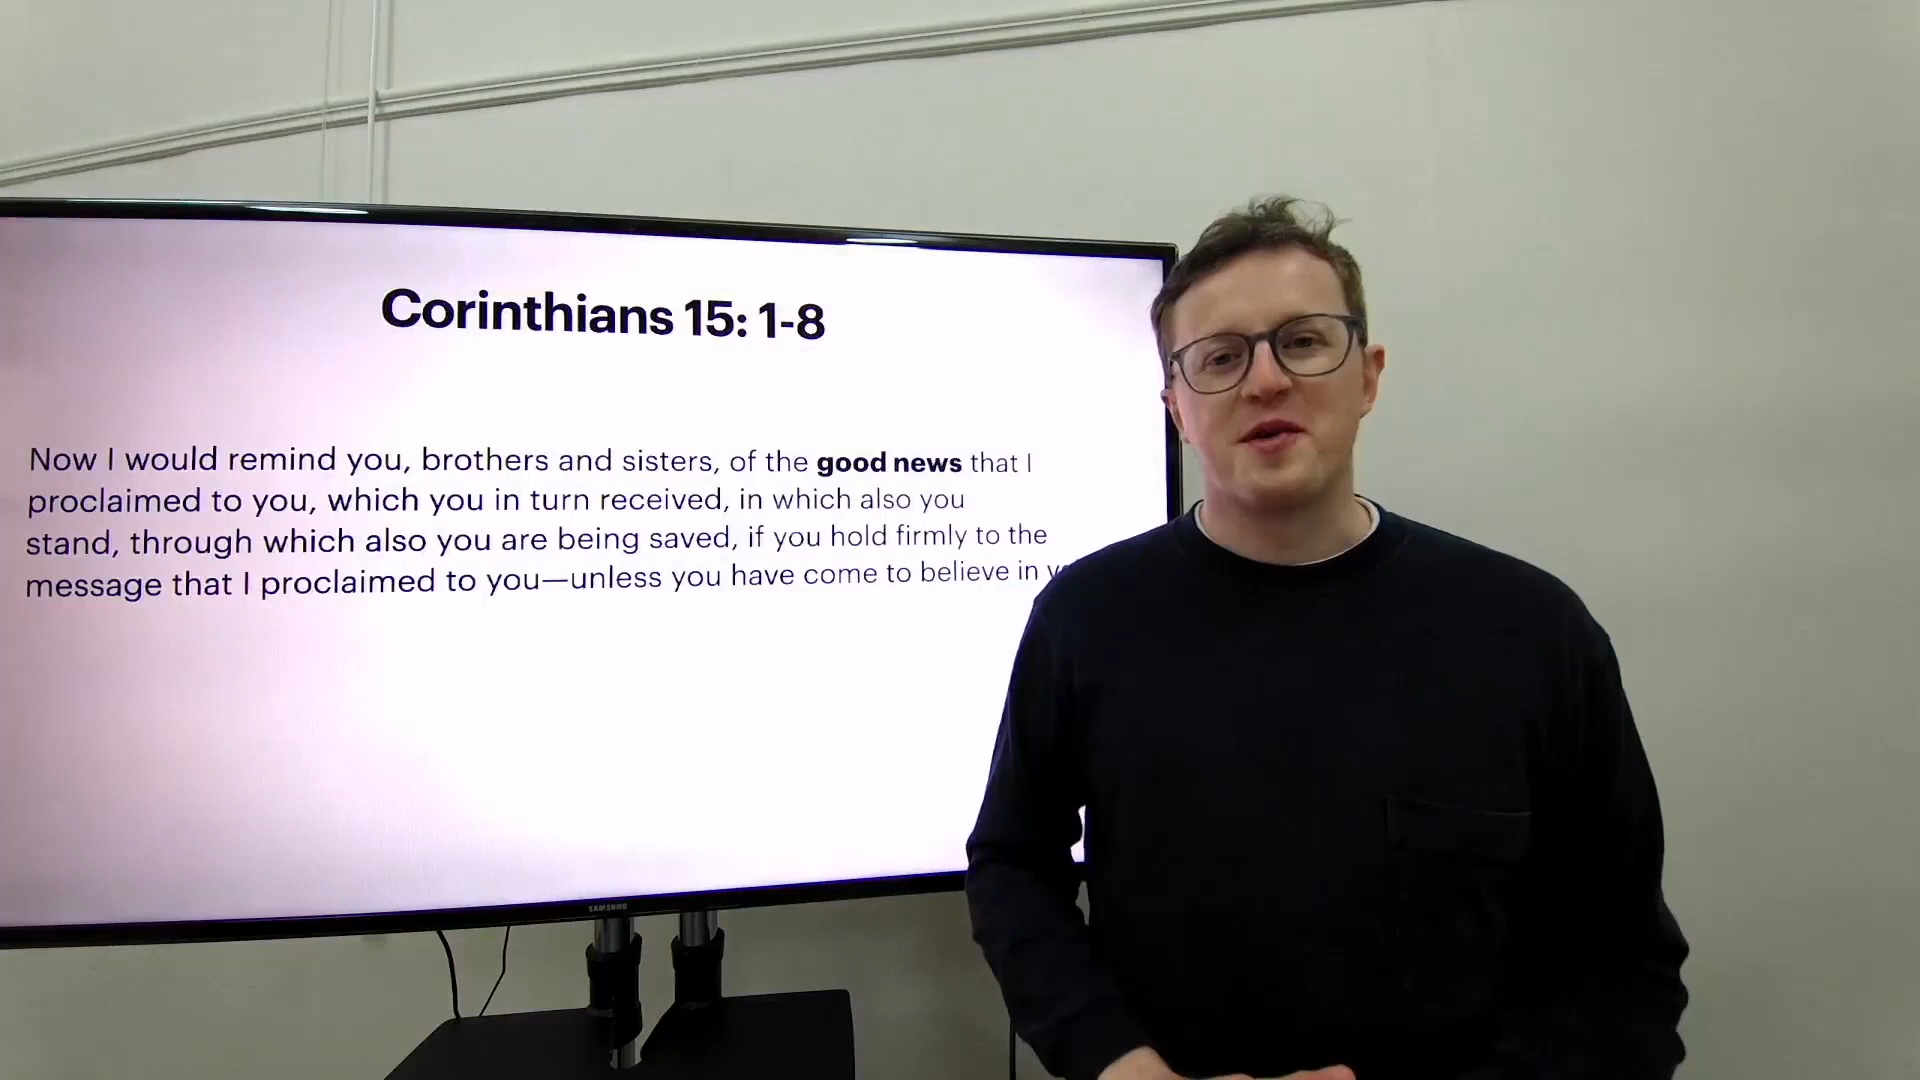 Corinthians 15: 1-8
Now I would remind you, brothers and sisters, of the good news that I
proclaimed to you, which you in turn received, in which also you
stand, through which also you are being saved, if you hold firmly to the
message that I proclaimed to you—unless you have come to believe in
SAMSUNG